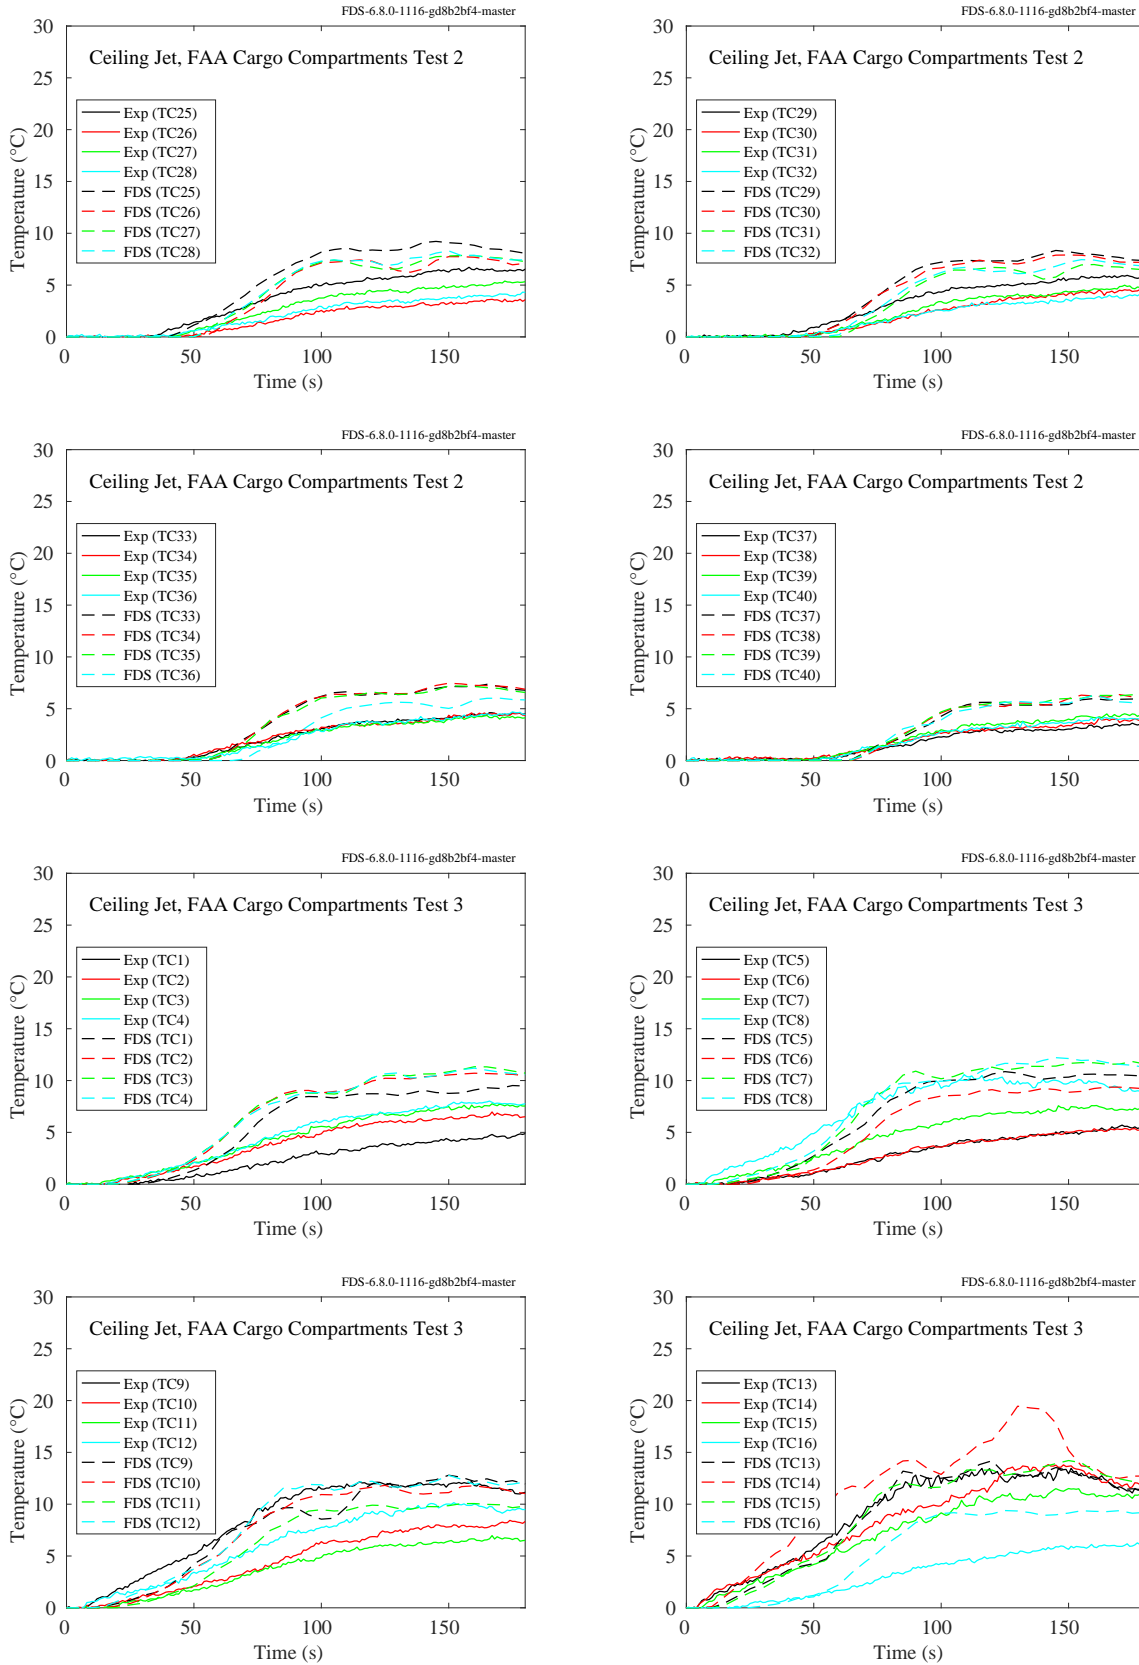 FDS-6.8.0-1116-gd8b2bf4-master
Ceiling Jet, FAA Cargo Compartments Test 2
Temperature (°C)
30
25
20
15
10
5
0
Exp (TC25)
Exp (TC26)
Exp (TC27)
Exp (TC28)
FDS (TC25)
FDS (TC26)
FDS (TC27)
FDS (TC28)
0 50 100 150
Time (s)
FDS-6.8.0-1116-gd8b2bf4-master
Ceiling Jet, FAA Cargo Compartments Test 2
Temperature (°C)
30
25
20
15
10
5
0
Exp (TC29)
Exp (TC30)
Exp (TC31)
Exp (TC32)
FDS (TC29)
FDS (TC30)
FDS (TC31)
FDS (TC32)
0 50 100 150
Time (s)
FDS-6.8.0-1116-gd8b2bf4-master
Ceiling Jet, FAA Cargo Compartments Test 2
Temperature (°C)
30
25
20
15
10
5
0
Exp (TC33)
Exp (TC34)
Exp (TC35)
Exp (TC36)
FDS (TC33)
FDS (TC34)
FDS (TC35)
FDS (TC36)
0 50 100 150
Time (s)
FDS-6.8.0-1116-gd8b2bf4-master
Ceiling Jet, FAA Cargo Compartments Test 2
Temperature (°C)
30
25
20
15
10
5
0
Exp (TC37)
Exp (TC38)
Exp (TC39)
Exp (TC40)
FDS (TC37)
FDS (TC38)
FDS (TC39)
FDS (TC40)
0 50 100 150
Time (s)
FDS-6.8.0-1116-gd8b2bf4-master
Ceiling Jet, FAA Cargo Compartments Test 3
Temperature (°C)
30
25
20
15
10
5
0
Exp (TC1)
Exp (TC2)
Exp (TC3)
Exp (TC4)
FDS (TC1)
FDS (TC2)
FDS (TC3)
FDS (TC4)
0 50 100 150
Time (s)
FDS-6.8.0-1116-gd8b2bf4-master
Ceiling Jet, FAA Cargo Compartments Test 3
Temperature (°C)
30
25
20
15
10
5
0
Exp (TC5)
Exp (TC6)
Exp (TC7)
Exp (TC8)
FDS (TC5)
FDS (TC6)
FDS (TC7)
FDS (TC8)
0 50 100 150
Time (s)
FDS-6.8.0-1116-gd8b2bf4-master
Ceiling Jet, FAA Cargo Compartments Test 3
Temperature (°C)
30
25
20
15
10
5
0
Exp (TC9)
Exp (TC10)
Exp (TC11)
Exp (TC12)
FDS (TC9)
FDS (TC10)
FDS (TC11)
FDS (TC12)
0 50 100 150
Time (s)
FDS-6.8.0-1116-gd8b2bf4-master
Ceiling Jet, FAA Cargo Compartments Test 3
Temperature (°C)
30
25
20
15
10
5
0
Exp (TC13)
Exp (TC14)
Exp (TC15)
Exp (TC16)
FDS (TC13)
FDS (TC14)
FDS (TC15)
FDS (TC16)
0 50 100 150
Time (s)